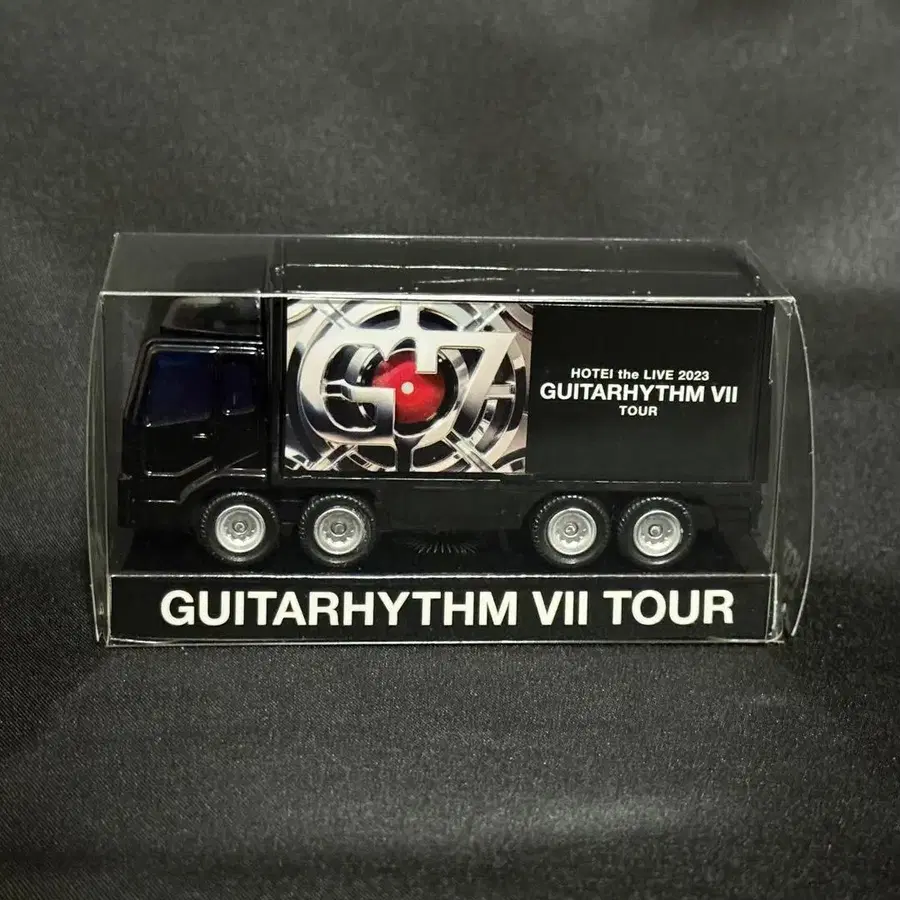 G7
HOTEI the LIVE 2023
GUITARHYTHM VII
TOUR
GUITARHYTHM VII TOUR